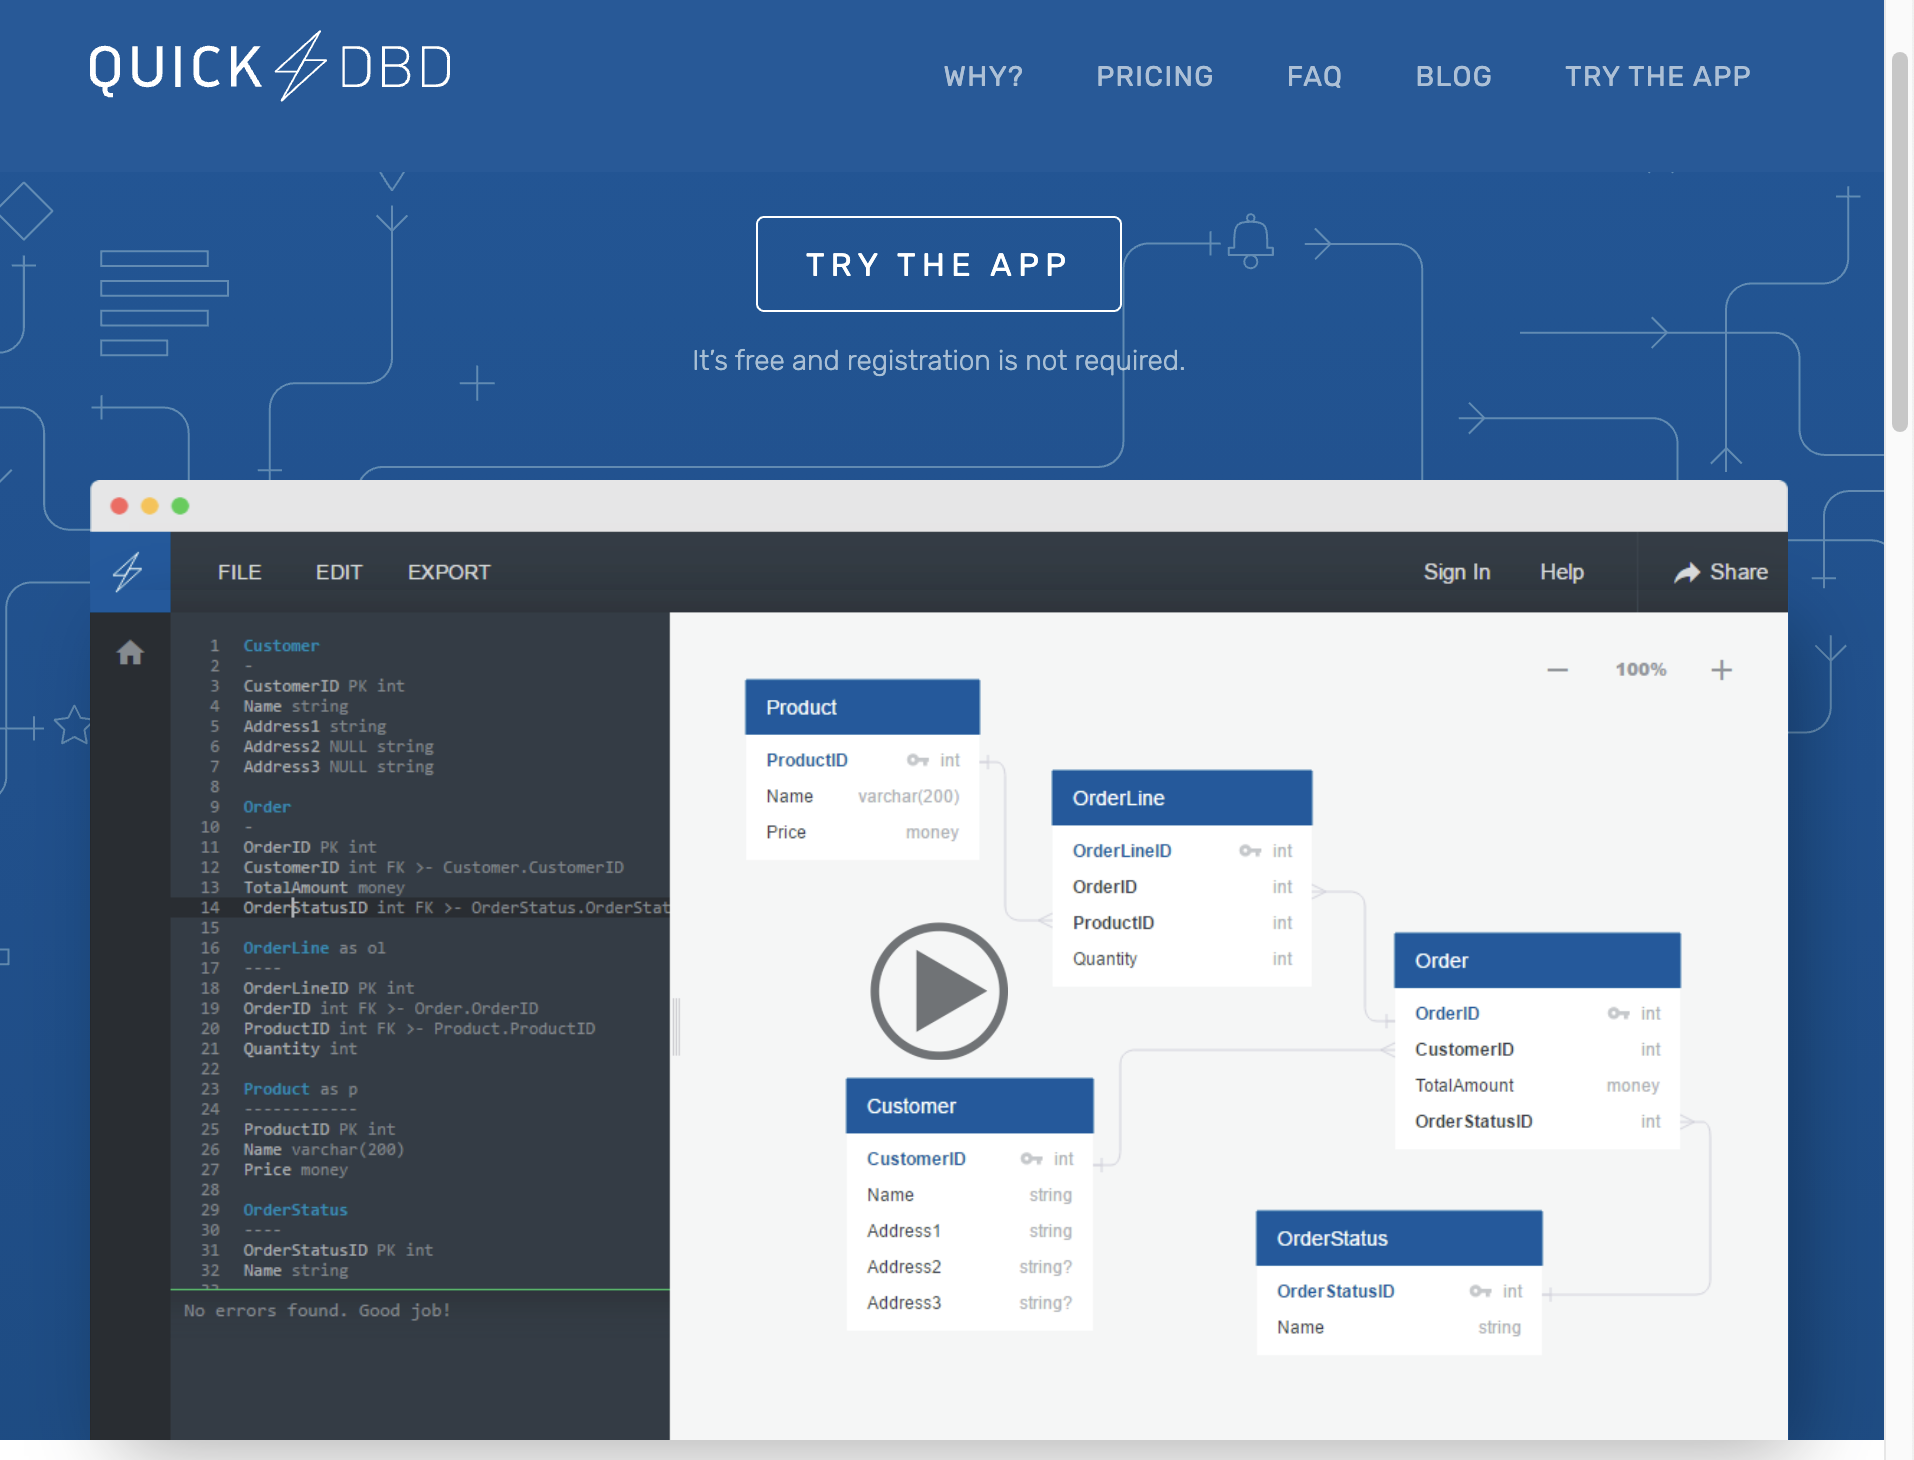 QUICK DBD
WHY? PRICING FAQ BLOG TRY THE APP
TRY THE APP
It's free and registration is not required.
FILE EDIT EXPORT Sign In Help Share
1 Customer
2 -
3 CustomerID PK int
4 Name string
5 Address1 string
6 Address2 NULL string
7 Address3 NULL string
8
9 Order
10 -
11 OrderID PK int
12 CustomerID int FK >- Customer.CustomerID
13 TotalAmount money
14 OrderStatusID int FK >- OrderStatus.OrderStat
15
16 OrderLine as ol
17 ----
18 OrderLineID PK int
19 OrderID int FK >- Order.OrderID
20 ProductID int FK >- Product.ProductID
21 Quantity int
22
23 Product as p
24 ------------
25 ProductID PK int
26 Name varchar(200)
27 Price money
28
29 OrderStatus
30 ----
31 OrderStatusID PK int
32 Name string
33
No errors found. Good job!
100%
Product
ProductID int
Name varchar(200)
Price money
OrderLine
OrderLineID int
OrderID int
ProductID int
Quantity int
Order
OrderID int
CustomerID int
TotalAmount money
OrderStatusID int
Customer
CustomerID int
Name string
Address1 string
Address2 string?
Address3 string?
OrderStatus
OrderStatusID int
Name string